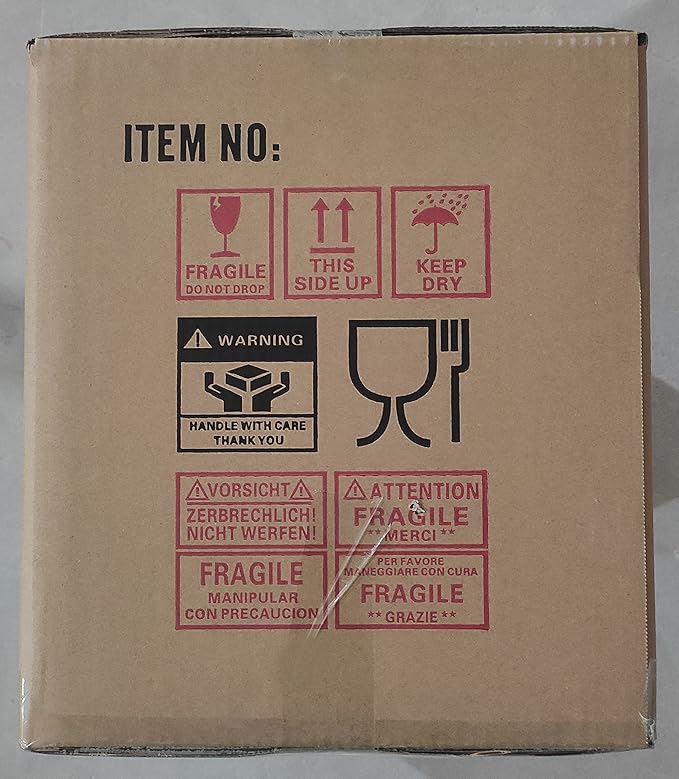 ITEM NO:
FRAGILE
DO NOT DROP
THIS
SIDE UP
KEEP
DRY
WARNING
HANDLE WITH CARE
THANK YOU
VORSICHT
ZERBRECHLICH!
NICHT WERFEN!
ATTENTION
FRAGILE
**MERCI**
FRAGILE
MANIPULAR
CON PRECAUCION
PER FAVORE
MANEGGIARE CON CURA
FRAGILE
**GRAZIE**